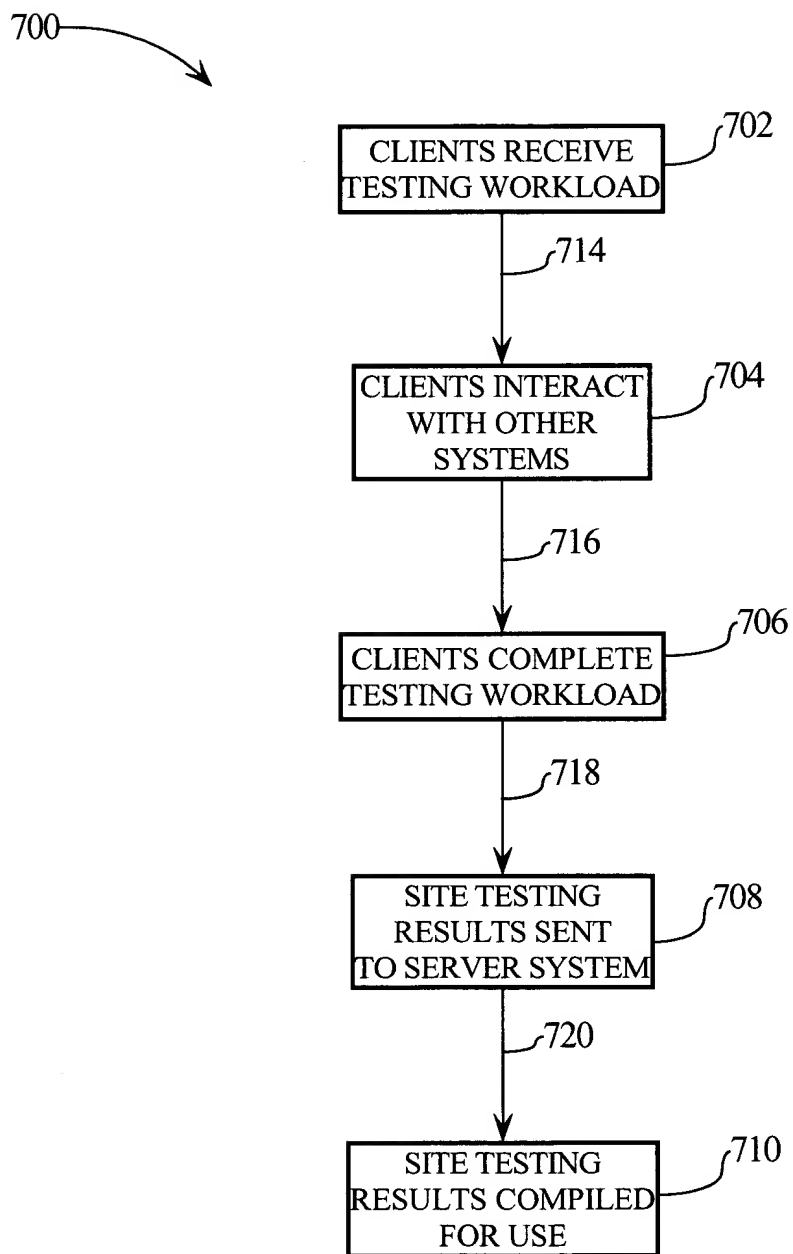 700
702
CLIENTS RECEIVE
TESTING WORKLOAD
714
704
CLIENTS INTERACT
WITH OTHER
SYSTEMS
716
706
CLIENTS COMPLETE
TESTING WORKLOAD
718
708
SITE TESTING
RESULTS SENT
TO SERVER SYSTEM
720
710
SITE TESTING
RESULTS COMPILED
FOR USE